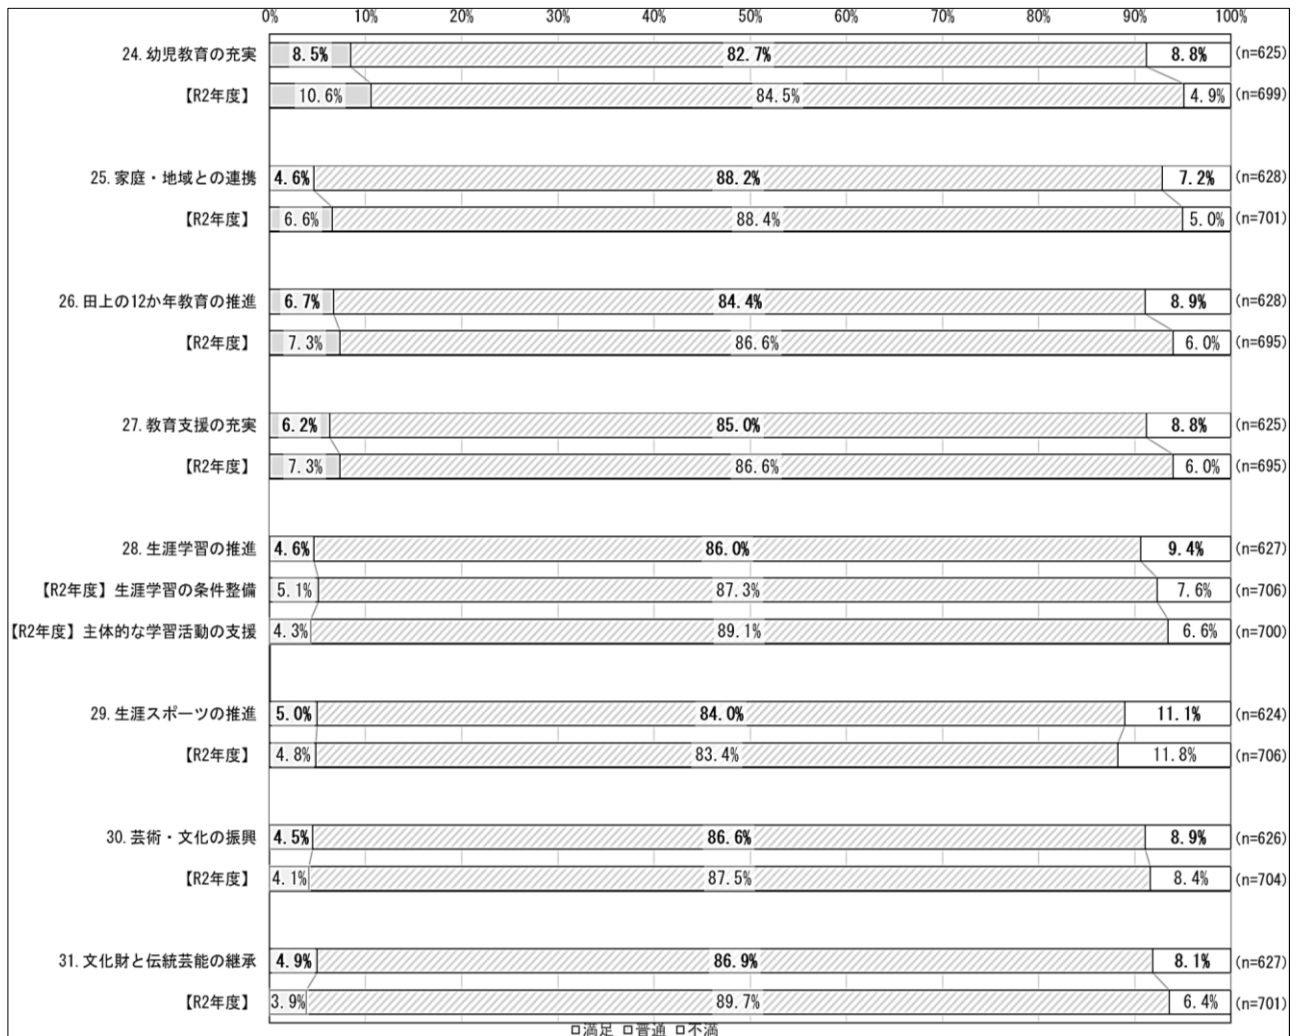 0% 10% 20% 30% 40% 50% 60% 70% 80% 90% 100%
24. 幼児教育の充実 8.5% 82.7% 8.8% (n=625)
【R2年度】 10.6% 84.5% 4.9% (n=699)
25. 家庭・地域との連携 4.6% 88.2% 7.2% (n=628)
【R2年度】 6.6% 88.4% 5.0% (n=701)
26. 田上の12か年教育の推進 6.7% 84.4% 8.9% (n=628)
【R2年度】 7.3% 86.6% 6.0% (n=695)
27. 教育支援の充実 6.2% 85.0% 8.8% (n=625)
【R2年度】 7.3% 86.6% 6.0% (n=695)
28. 生涯学習の推進 4.6% 86.0% 9.4% (n=627)
【R2年度】生涯学習の条件整備 5.1% 87.3% 7.6% (n=706)
【R2年度】主体的な学習活動の支援 4.3% 89.1% 6.6% (n=700)
29. 生涯スポーツの推進 5.0% 84.0% 11.1% (n=624)
【R2年度】 4.8% 83.4% 11.8% (n=706)
30. 芸術・文化の振興 4.5% 86.6% 8.9% (n=626)
【R2年度】 4.1% 87.5% 8.4% (n=704)
31. 文化財と伝統芸能の継承 4.9% 86.9% 8.1% (n=627)
【R2年度】 3.9% 89.7% 6.4% (n=701)
満足 普通 不満